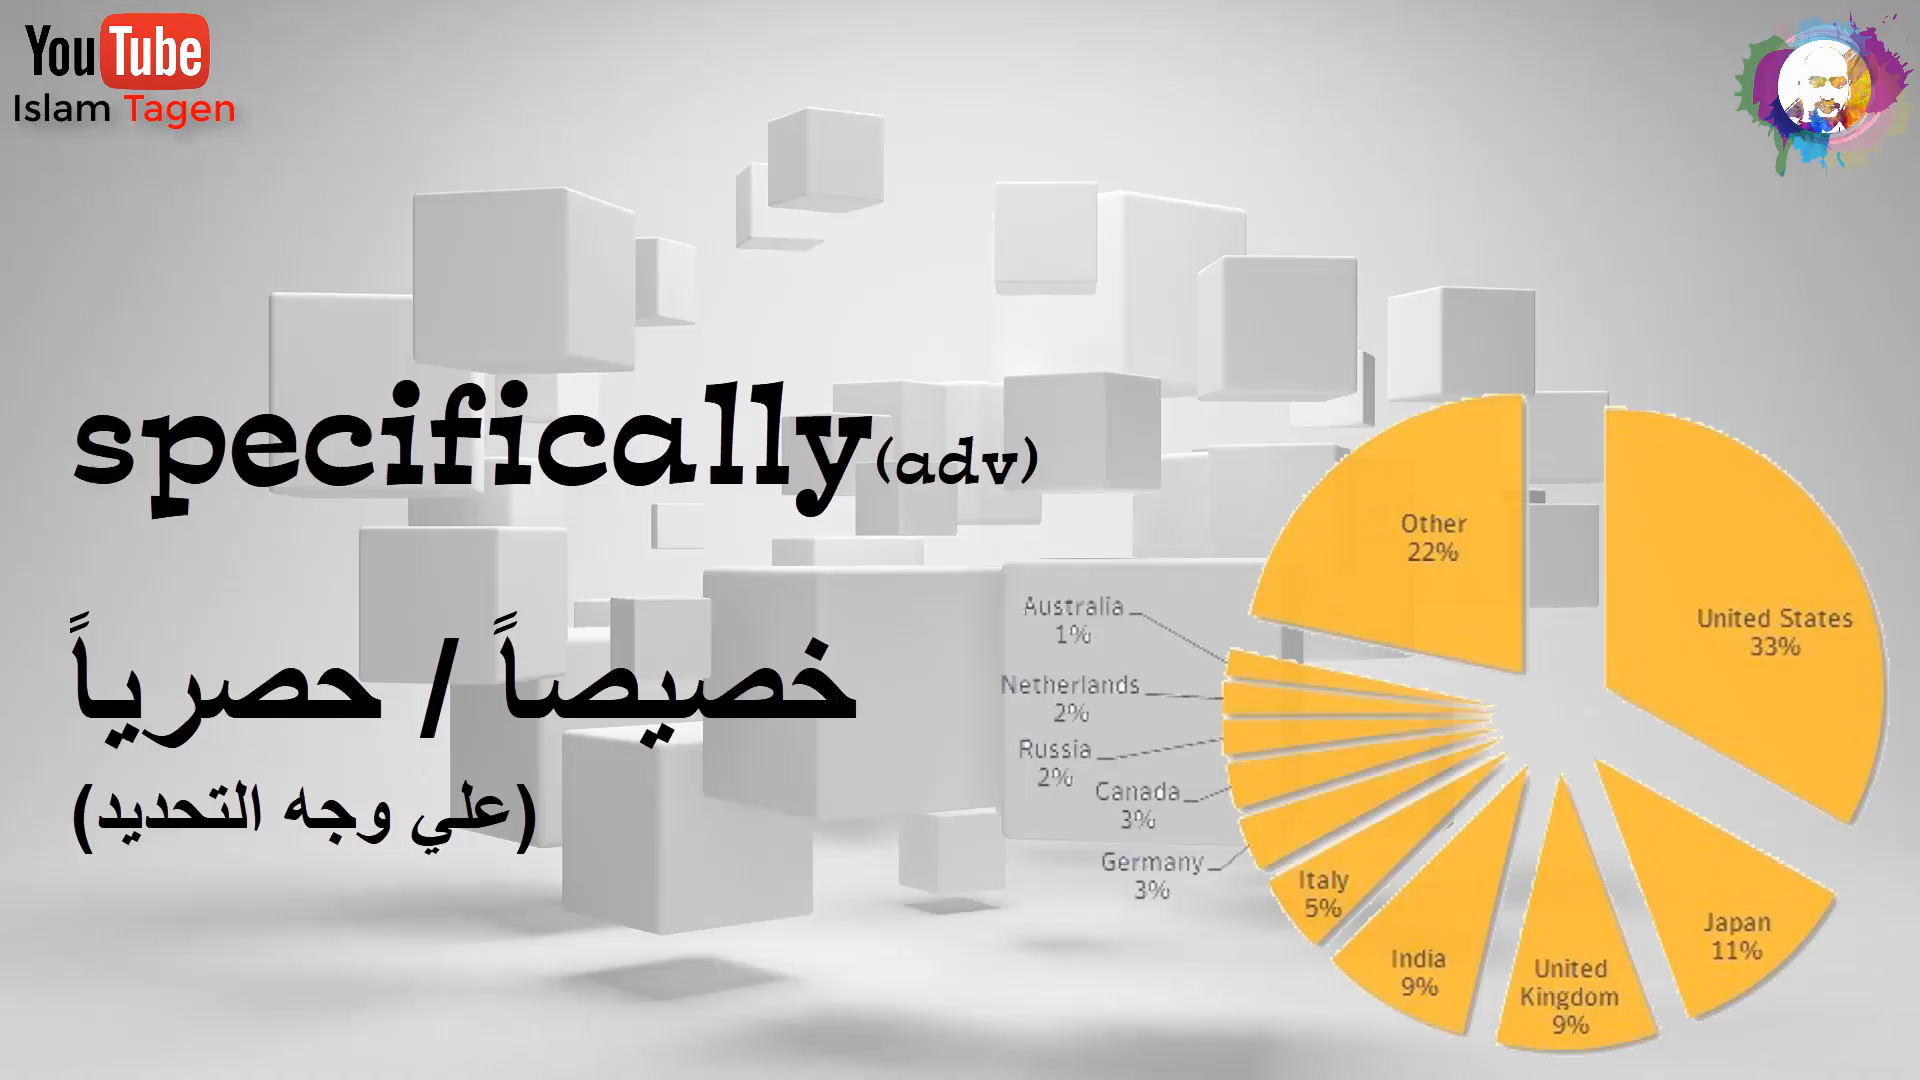 YouTube
Islam Tagen
specifically(adv)
خصيصاً / حصرياً
(علي وجه التحديد)
Other
22%
United States
33%
Australia
1%
Netherlands
2%
Russia
2%
Canada
3%
Germany
3%
Italy
5%
India
9%
United
Kingdom
9%
Japan
11%